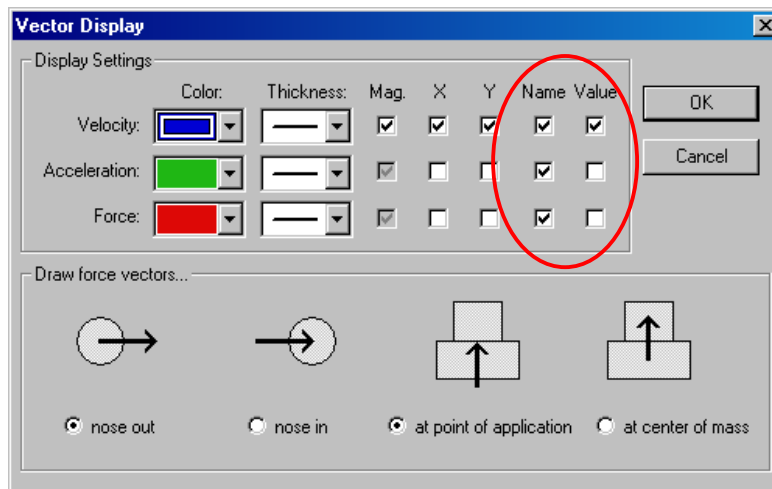 Vector Display
Display Settings
Color: Thickness: Mag. X Y Name Value
Velocity:
Acceleration:
Force:
OK
Cancel
Draw force vectors...
nose out nose in at point of application at center of mass